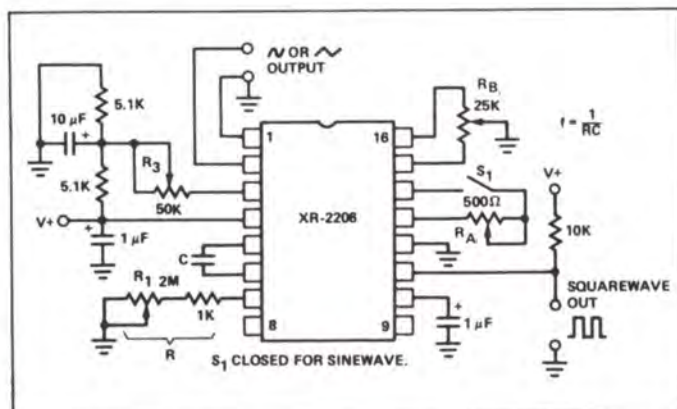 ∿ OR
OUTPUT
5.1K
10 µF
+
R3
50K
5.1K
V+
+
1 µF
C
R1 2M
1K
R
1
8
16
9
XR-2206
RB
25K
f = 1/RC
S1
500Ω
RA
V+
10K
+
1 µF
SQUAREWAVE
OUT
S1 CLOSED FOR SINEWAVE.